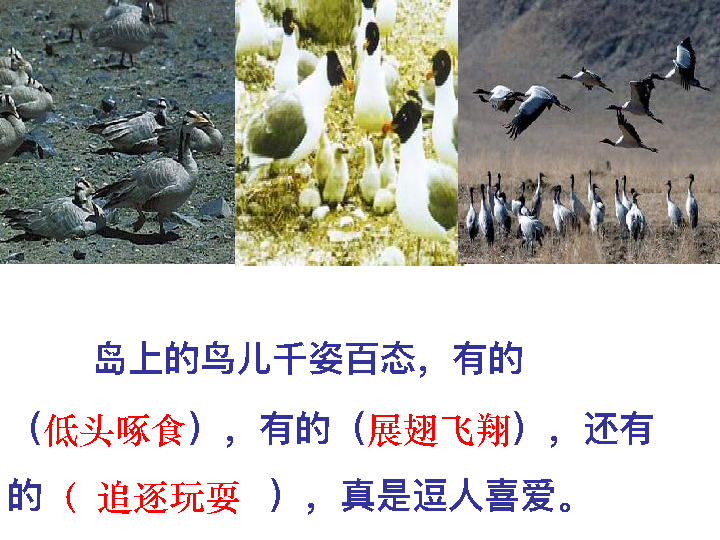 岛上的鸟儿千姿百态，有的
（低头啄食），有的（展翅飞翔），还有
的（ 追逐玩耍 ），真是逗人喜爱。